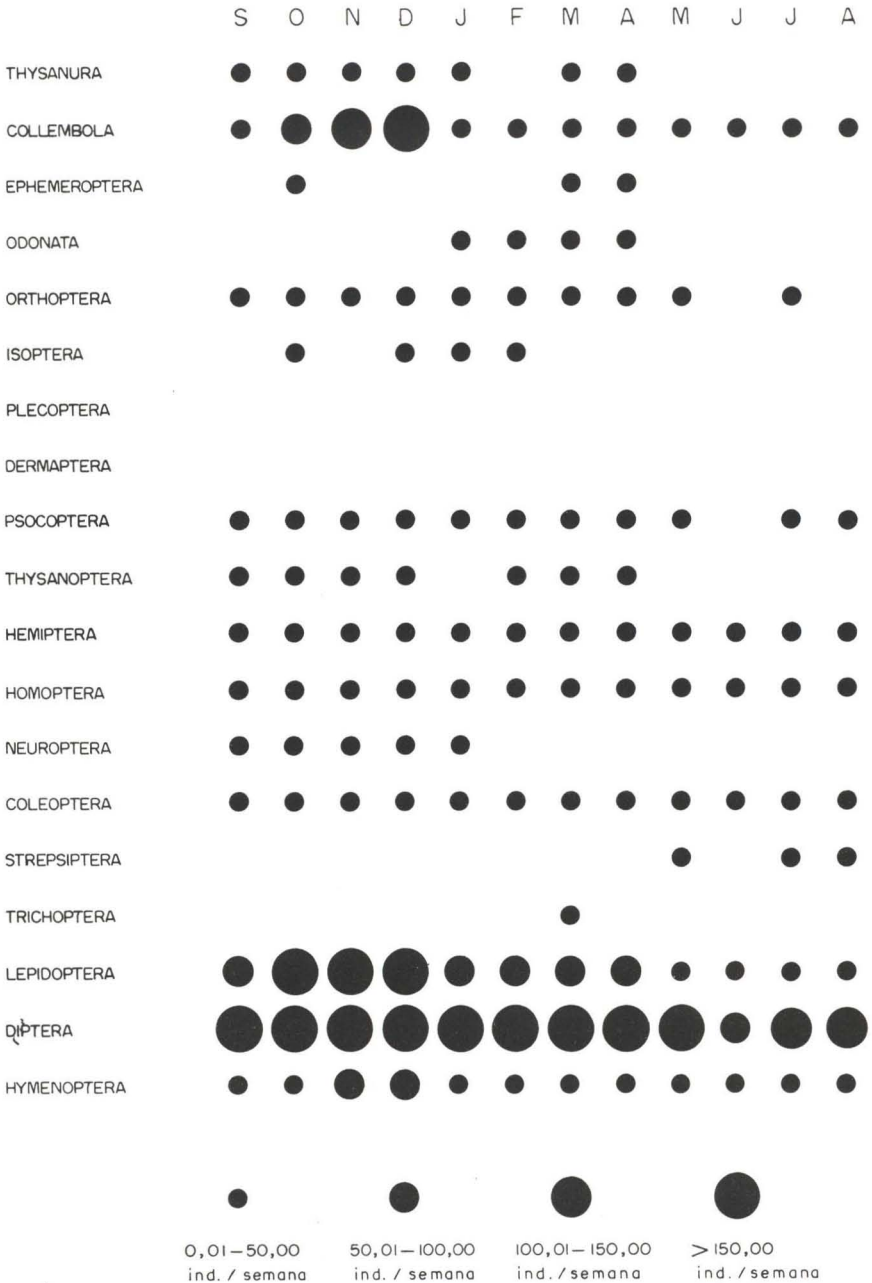 S O N D J F M A M J J A
THYSANURA
COLLEMBOLA
EPHEMEROPTERA
ODONATA
ORTHOPTERA
ISOPTERA
PLECOPTERA
DERMAPTERA
PSOCOPTERA
THYSANOPTERA
HEMIPTERA
HOMOPTERA
NEUROPTERA
COLEOPTERA
STREPSIPTERA
TRICHOPTERA
LEPIDOPTERA
DIPTERA
HYMENOPTERA
0,01–50,00 50,01–100,00 100,01–150,00 >150,00
ind. / semana ind. / semana ind. / semana ind. / semana